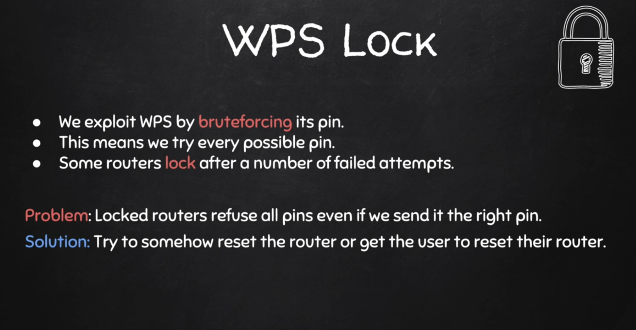 WPS Lock
● We exploit WPS by bruteforcing its pin.
● This means we try every possible pin.
● Some routers lock after a number of failed attempts.
Problem: Locked routers refuse all pins even if we send it the right pin.
Solution: Try to somehow reset the router or get the user to reset their router.